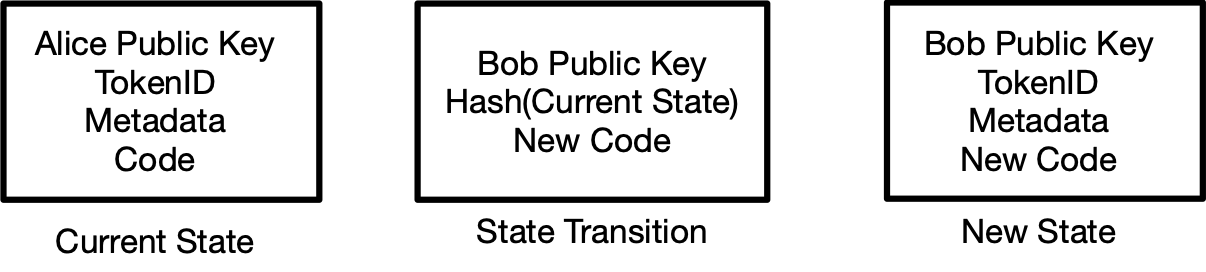 Alice Public Key
TokenID
Metadata
Code
Current State
Bob Public Key
Hash(Current State)
New Code
State Transition
Bob Public Key
TokenID
Metadata
New Code
New State